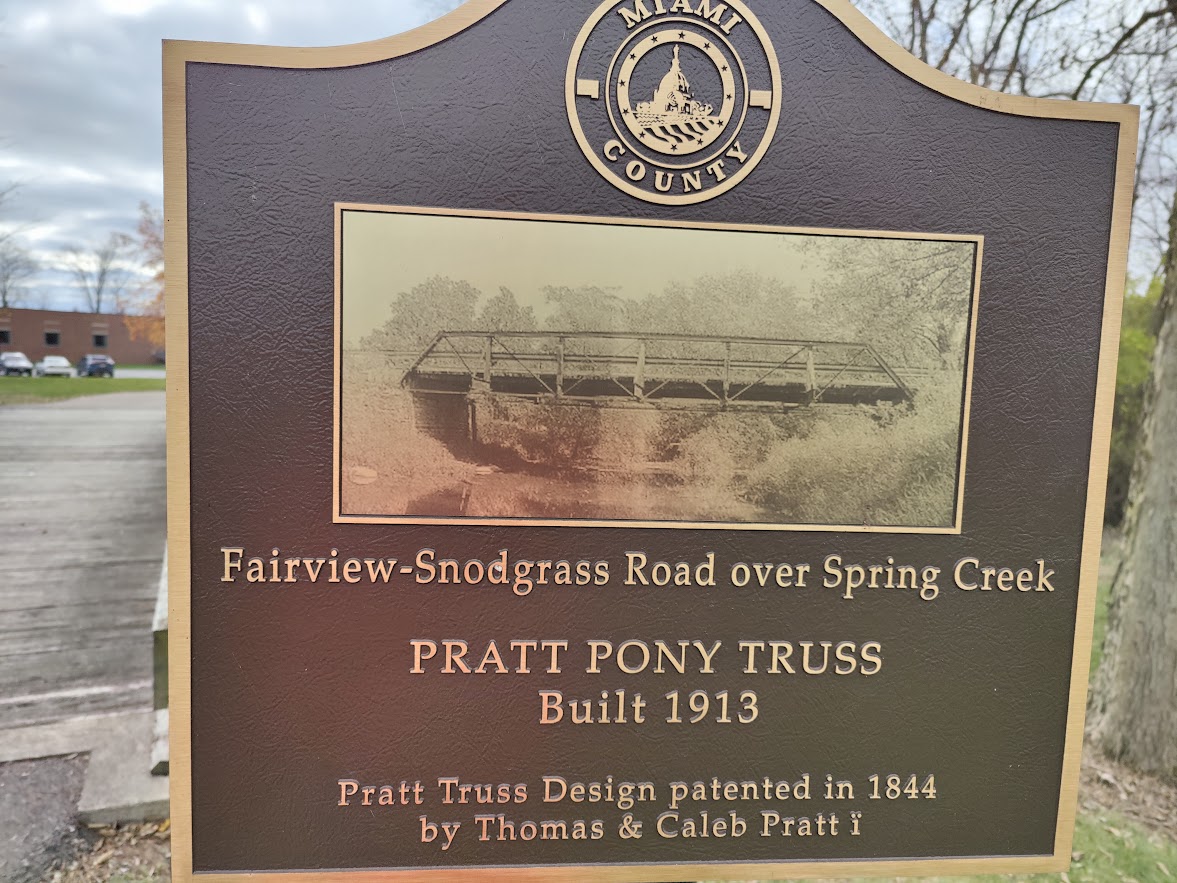 MIAMI
COUNTY
Fairview-Snodgrass Road over Spring Creek
PRATT PONY TRUSS
Built 1913
Pratt Truss Design patented in 1844
by Thomas & Caleb Pratt ï